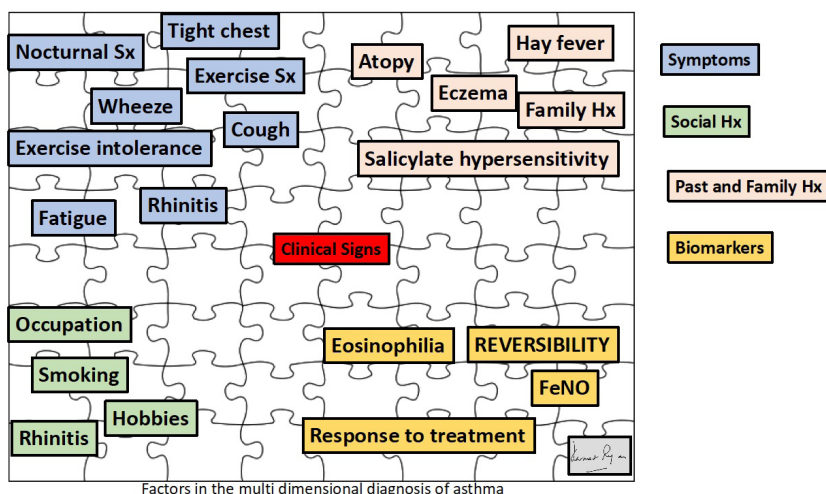 Tight chest
Nocturnal Sx
Exercise Sx
Wheeze
Cough
Exercise intolerance
Rhinitis
Fatigue
Hay fever
Atopy
Eczema
Family Hx
Salicylate hypersensitivity
Clinical Signs
Occupation
Smoking
Hobbies
Rhinitis
Eosinophilia
REVERSIBILITY
FeNO
Response to treatment
Symptoms
Social Hx
Past and Family Hx
Biomarkers
Factors in the multi dimensional diagnosis of asthma